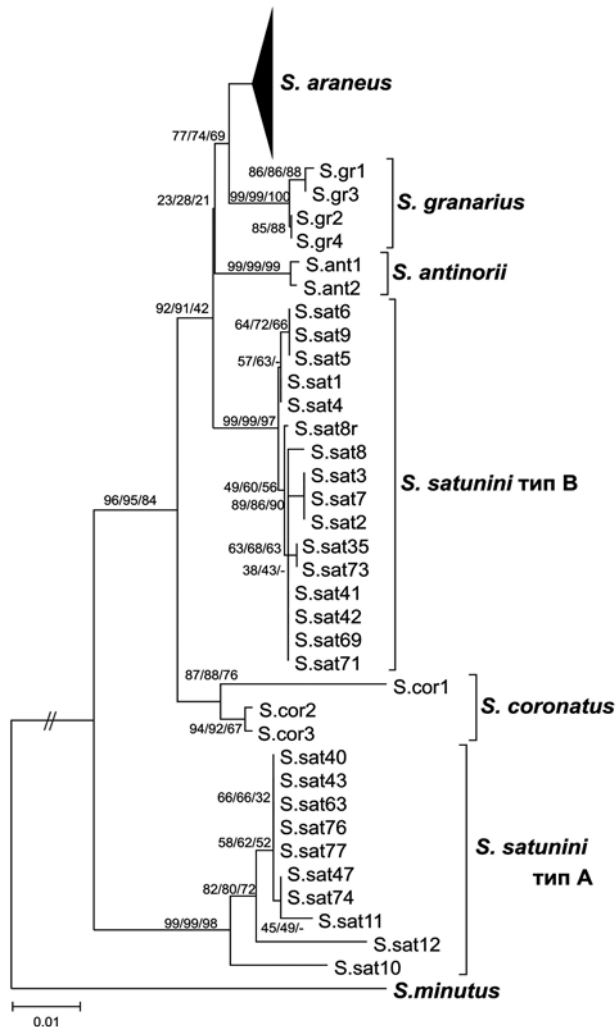 S. araneus
77/74/69
86/86/88
S.gr1
S.gr3
99/99/100
S. granarius
23/28/21
S.gr2
85/88
S.gr4
S.ant1
99/99/99
S. antinorii
S.ant2
92/91/42
S.sat6
64/72/66
S.sat9
S.sat5
57/63/-
S.sat1
S.sat4
99/99/97
S.sat8r
S.sat8
S.sat3
S. satunini тип B
49/60/56
S.sat7
89/86/90
96/95/84
S.sat2
63/68/63
S.sat35
38/43/-
S.sat73
S.sat41
S.sat42
S.sat69
S.sat71
87/88/76
S.cor1
S. coronatus
S.cor2
94/92/67
S.cor3
S.sat40
S.sat43
66/66/32
S.sat63
S.sat76
58/62/52
S.sat77
S. satunini
S.sat47
тип A
82/80/72
S.sat74
S.sat11
99/99/98
45/49/-
S.sat12
S.sat10
S.minutus
0.01